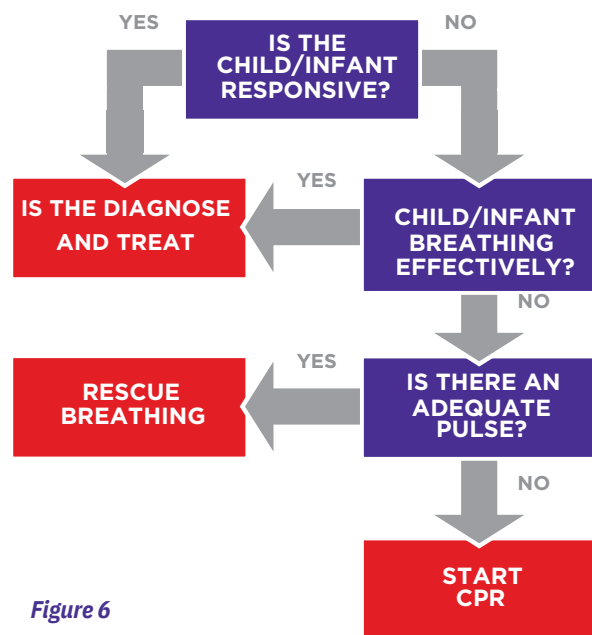 YES
NO
IS THE
CHILD/INFANT
RESPONSIVE?
YES
IS THE DIAGNOSE
AND TREAT
CHILD/INFANT
BREATHING
EFFECTIVELY?
NO
YES
RESCUE
BREATHING
IS THERE AN
ADEQUATE
PULSE?
NO
START
CPR
Figure 6